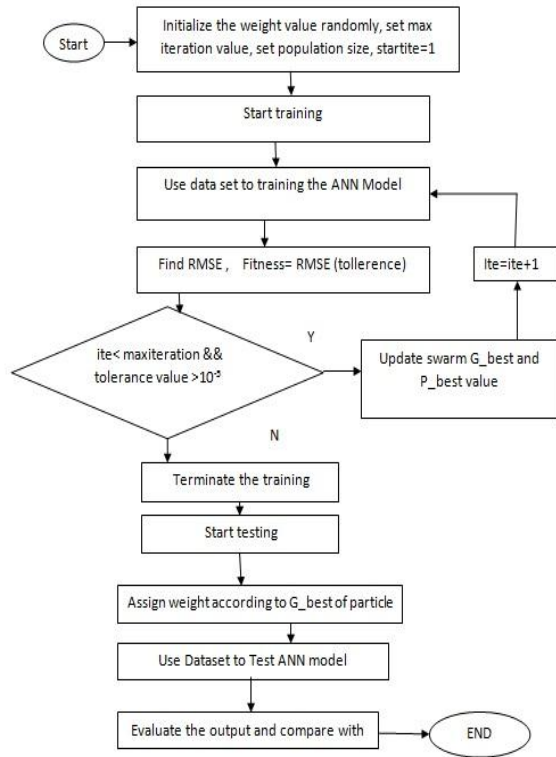 Start
Initialize the weight value randomly, set max
iteration value, set population size, startite=1
Start training
Use data set to training the ANN Model
Find RMSE , Fitness= RMSE (tollerence)
Ite=ite+1
ite< maxiteration &&
tolerance value >10⁻⁵
Y
Update swarm G_best and
P_best value
N
Terminate the training
Start testing
Assign weight according to G_best of particle
Use Dataset to Test ANN model
Evaluate the output and compare with
END